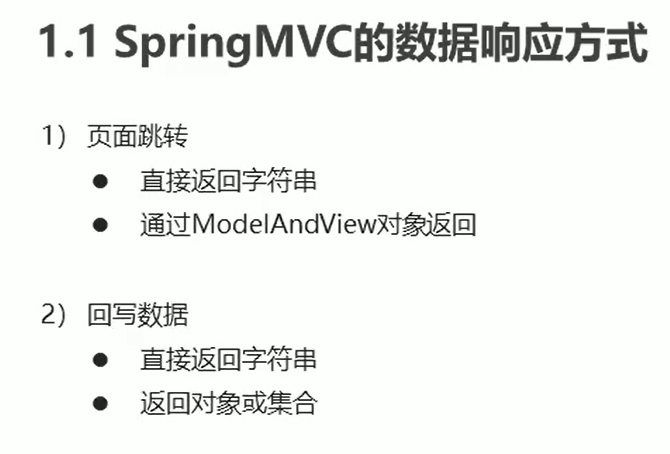 1.1 SpringMVC的数据响应方式
1） 页面跳转
● 直接返回字符串
● 通过ModelAndView对象返回
2） 回写数据
● 直接返回字符串
● 返回对象或集合